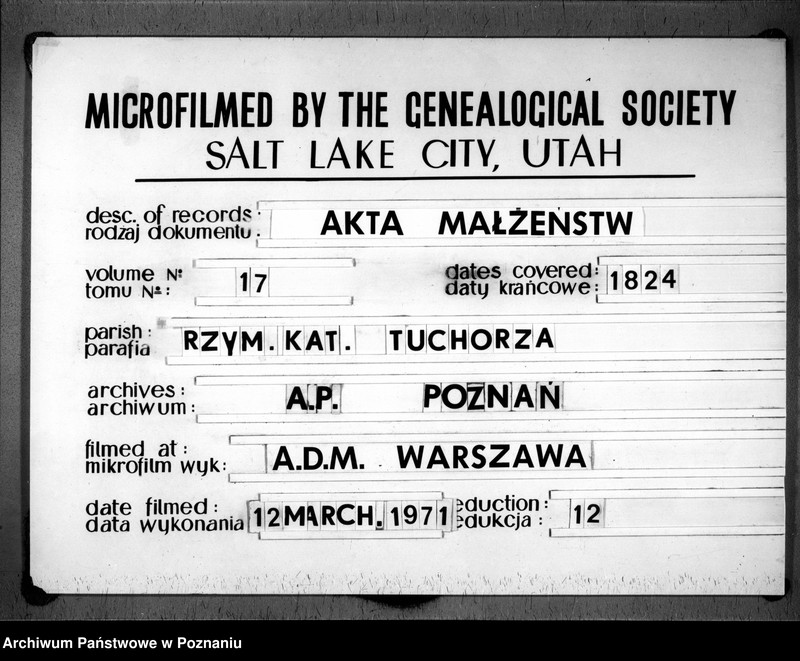 MICROFILMED BY THE GENEALOGICAL SOCIETY
SALT LAKE CITY, UTAH
desc. of records: AKTA MAŁŻEŃSTW
rodzaj dokumentu:
volume No: 17 dates covered: 1824
tomu No: daty krańcowe:
parish: RZYM. KAT. TUCHORZA
parafia
archives: A.P. POZNAŃ
archiwum:
filmed at: A.D.M. WARSZAWA
mikrofilm wyk:
date filmed: 12 MARCH. 1971 eduction: 12
data wykonania edukcja:
Archiwum Państwowe w Poznaniu